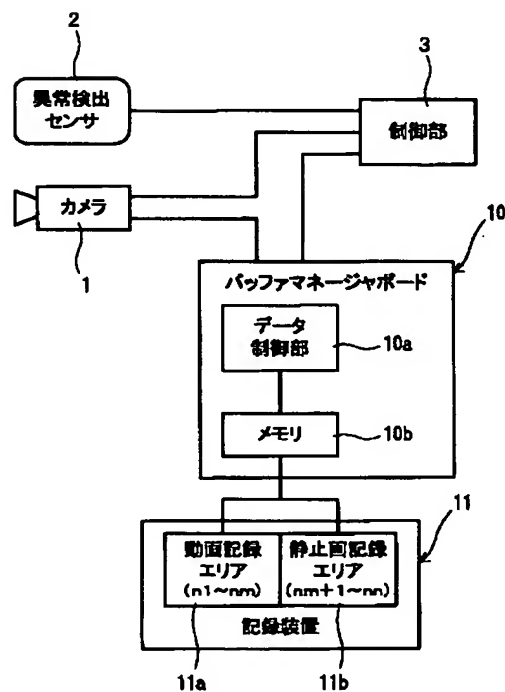 2
異常検出
センサ
3
制御部
カメラ
1
10
バッファマネージャボード
データ
制御部
10a
メモリ
10b
11
動画記録
エリア
(n1~nm)
静止画記録
エリア
(nm+1~nn)
記録装置
11a
11b